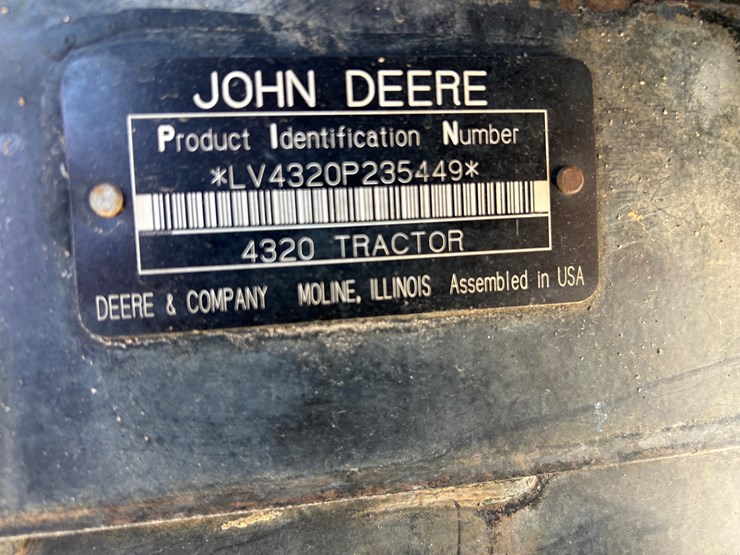 JOHN DEERE
Product Identification Number
*LV4320P235449*
4320 TRACTOR
DEERE & COMPANY MOLINE, ILLINOIS Assembled in USA